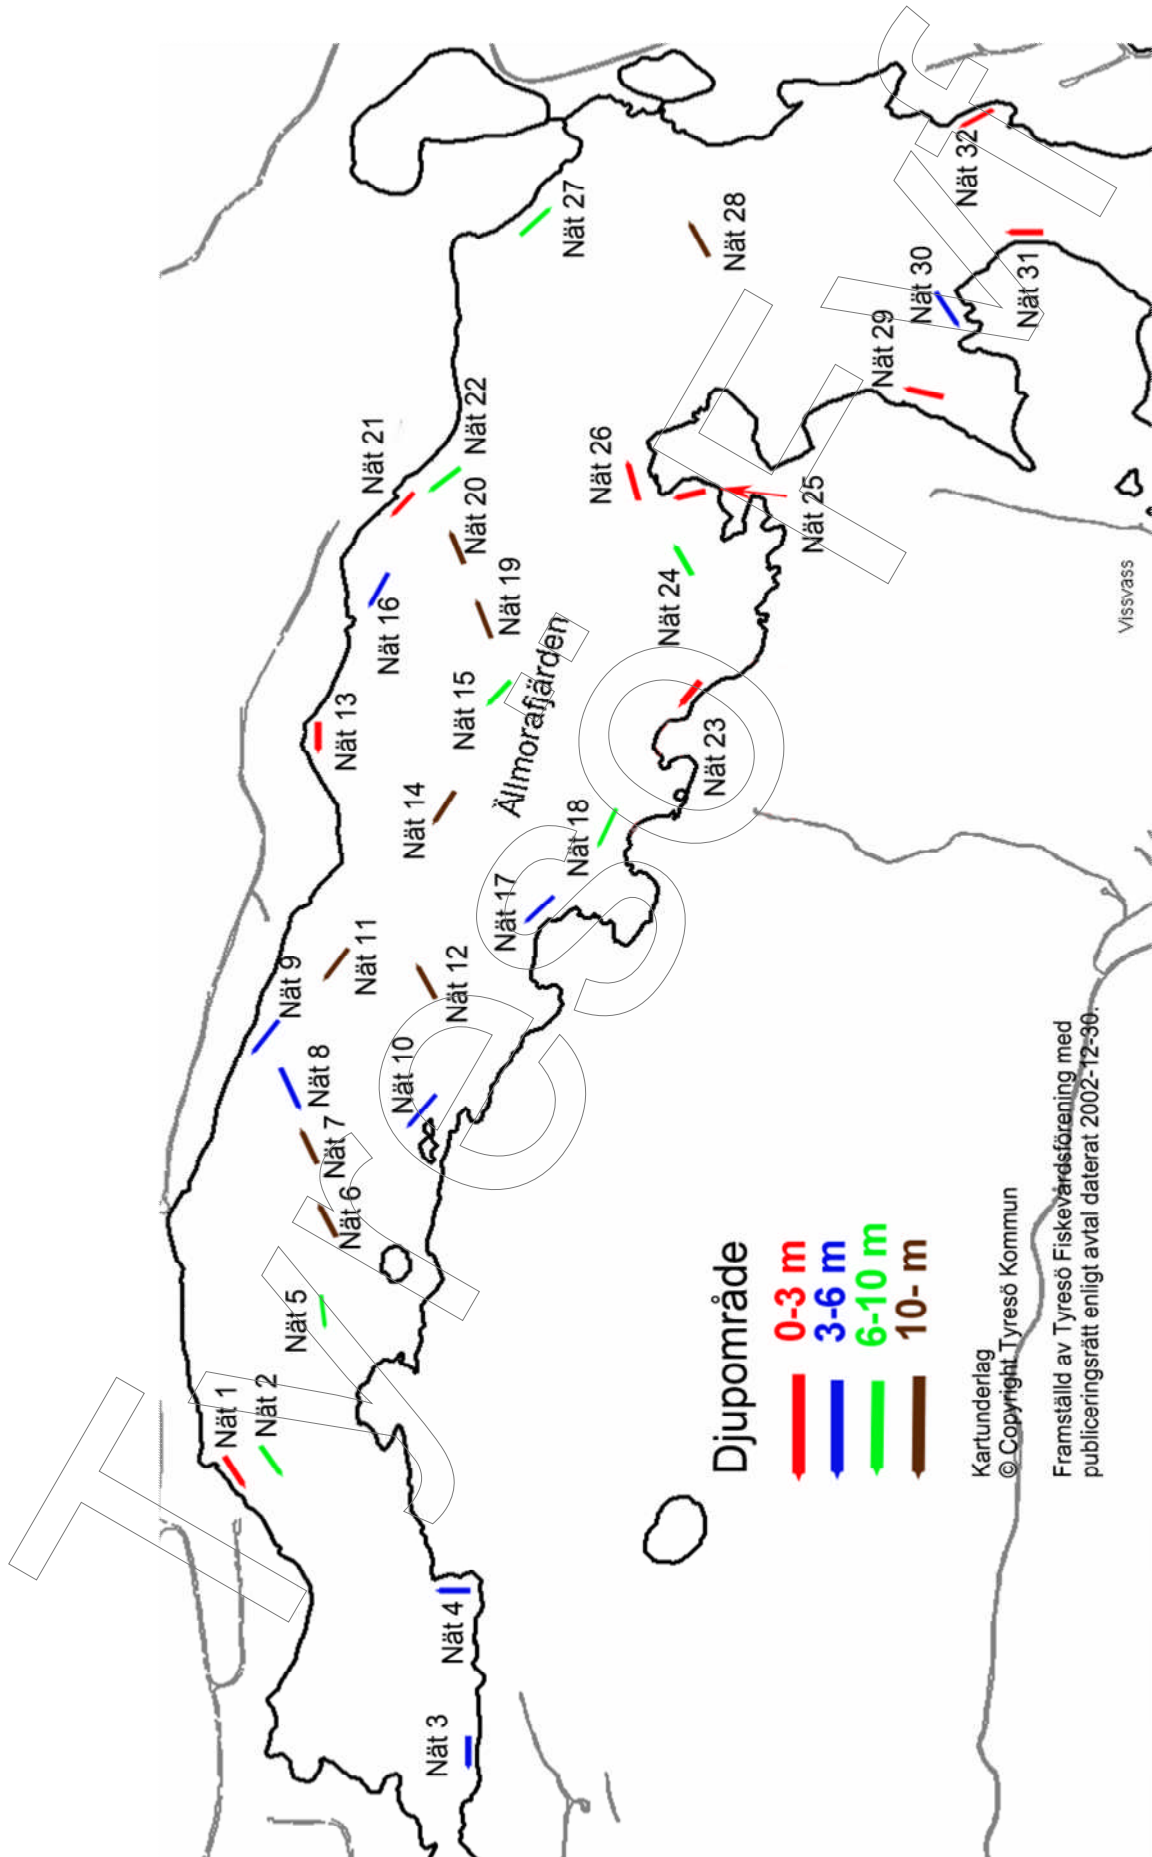 Nät 1
Nät 2
Nät 3
Nät 4
Nät 5
Nät 6
Nät 7
Nät 8
Nät 9
Nät 10
Nät 11
Nät 12
Nät 13
Nät 14
Nät 15
Nät 16
Nät 17
Nät 18
Nät 19
Nät 20
Nät 21
Nät 22
Nät 23
Nät 24
Nät 25
Nät 26
Nät 27
Nät 28
Nät 29
Nät 30
Nät 31
Nät 32
Ällmorafjärden
Vissvass
Djupområde
0-3 m
3-6 m
6-10 m
10- m
Kartunderlag
© Copyright Tyresö Kommun
Framställd av Tyresö Fiskevårdsförening med
publiceringsrätt enligt avtal daterat 2002-12-30.